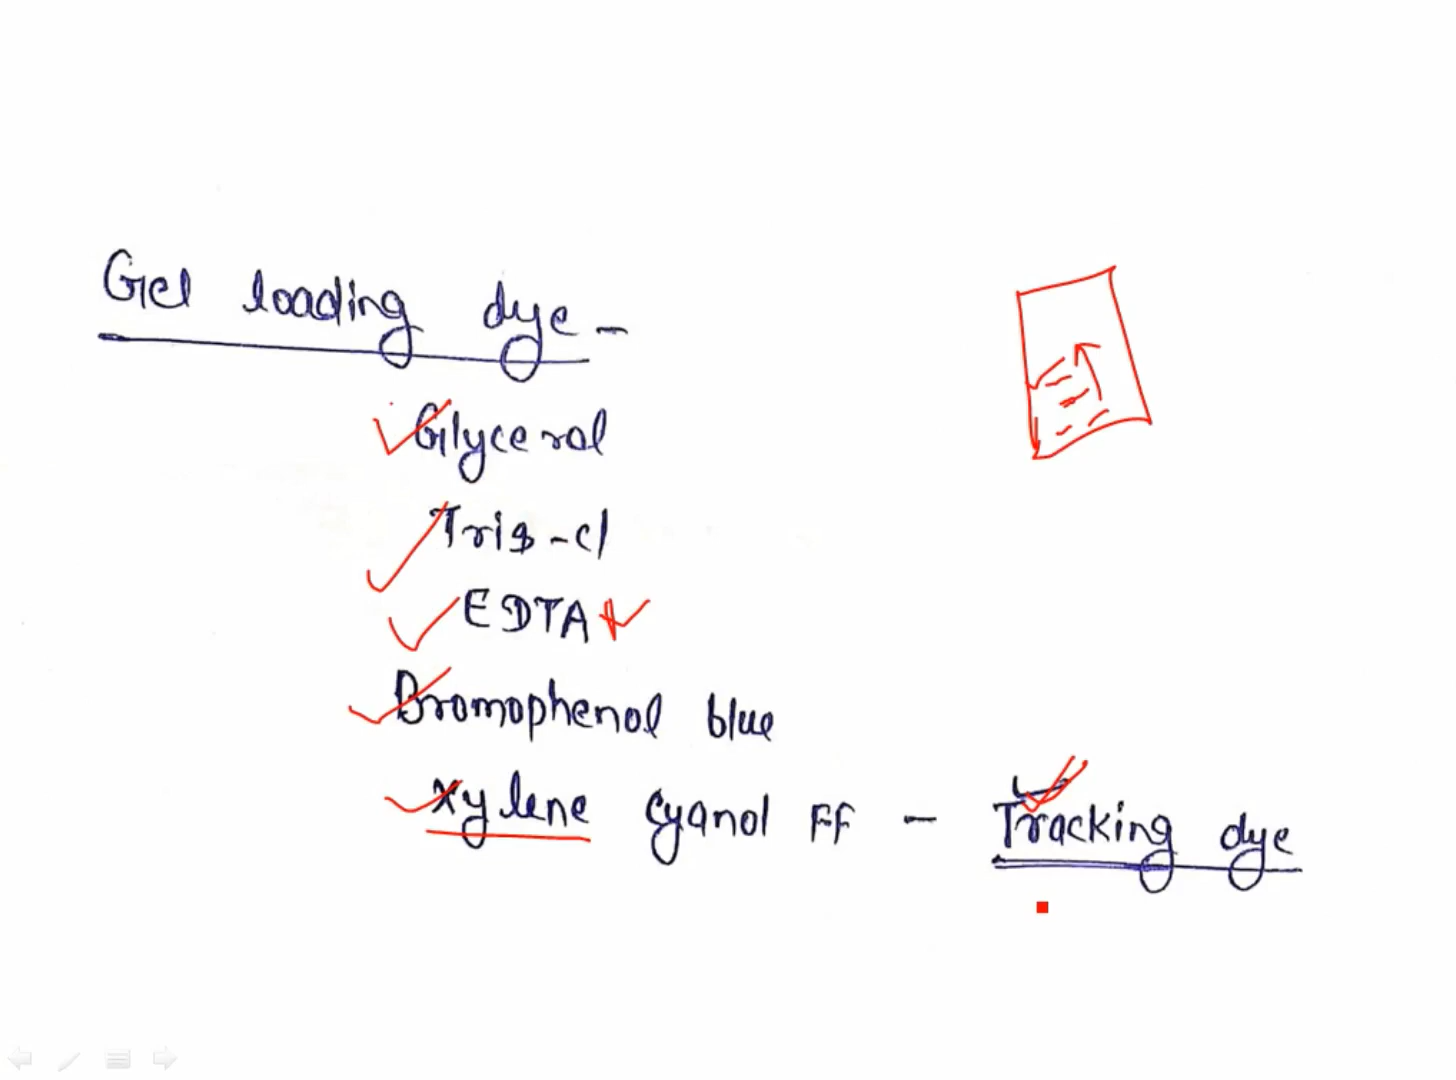 Gel loading dye -
Glycerol
Tris-cl
EDTA
Bromophenol blue
Xylene cyanol FF - Tracking dye